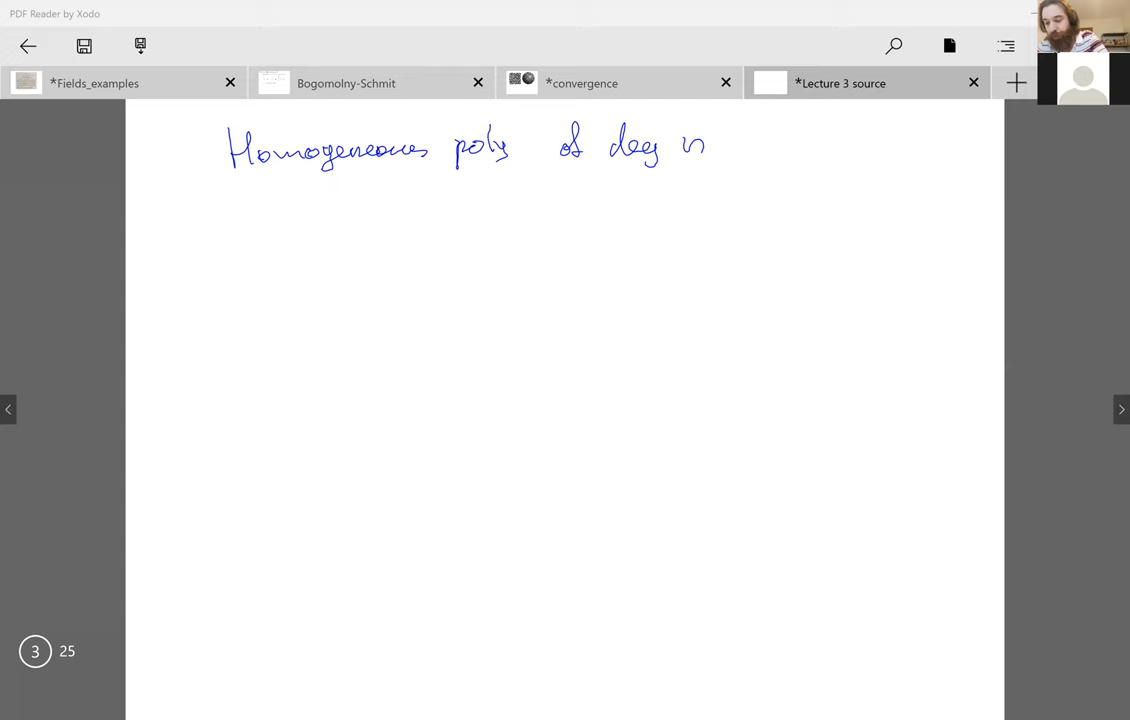 PDF Reader by Xodo
*Fields_examples
Bogomolny-Schmit
*convergence
*Lecture 3 source
Homogeneous poly of deg n
3 25